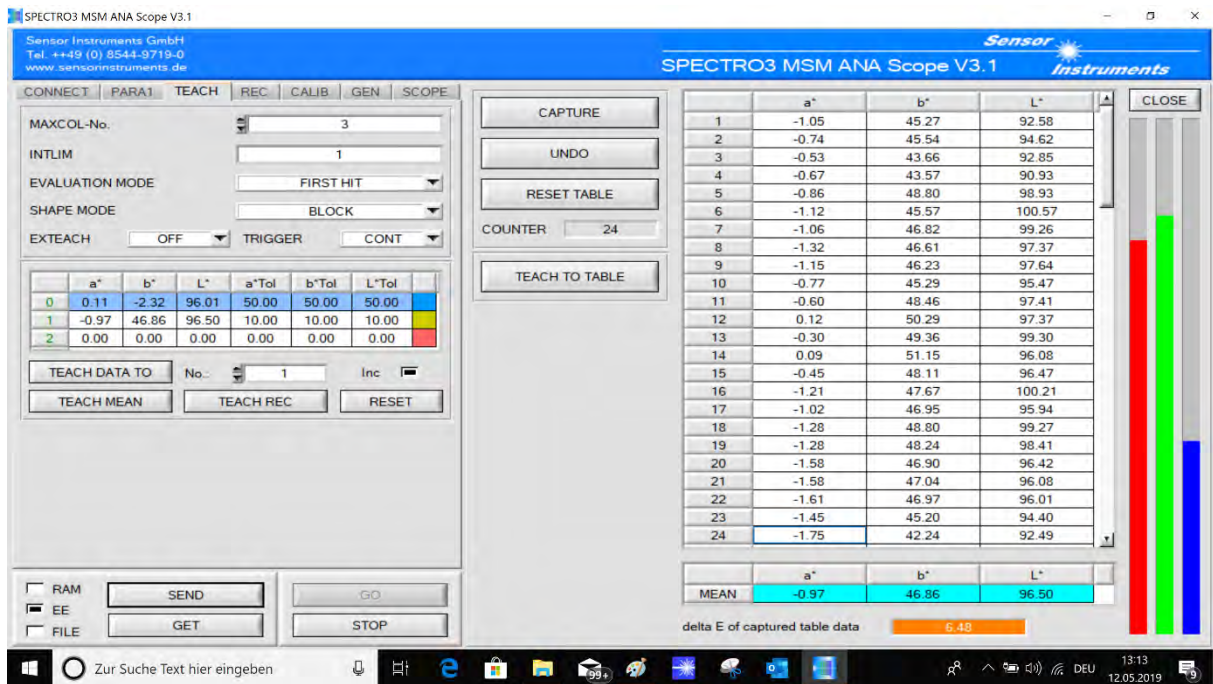 SPECTRO3 MSM ANA Scope V3.1
Sensor Instruments GmbH
Tel. ++49 (0) 8544-9719-0
www.sensorinstruments.de
Sensor
Instruments
SPECTRO3 MSM ANA Scope V3.1
CONNECT PARA1 TEACH REC CALIB GEN SCOPE
MAXCOL-No. 3
INTLIM 1
EVALUATION MODE FIRST HIT
SHAPE MODE BLOCK
EXTEACH OFF TRIGGER CONT
a* b* L* a*Tol b*Tol L*Tol
0 0.11 -2.32 96.01 50.00 50.00 50.00
1 -0.97 46.86 96.50 10.00 10.00 10.00
2 0.00 0.00 0.00 0.00 0.00 0.00
TEACH DATA TO No.: 1 Inc
TEACH MEAN TEACH REC RESET
RAM
EE
FILE
SEND GO
GET STOP
CAPTURE
UNDO
RESET TABLE
COUNTER 24
TEACH TO TABLE
a* b* L*
1 -1.05 45.27 92.58
2 -0.74 45.54 94.62
3 -0.53 43.66 92.85
4 -0.67 43.57 90.93
5 -0.86 48.80 98.93
6 -1.12 45.57 100.57
7 -1.06 46.82 99.26
8 -1.32 46.61 97.37
9 -1.15 46.23 97.64
10 -0.77 45.29 95.47
11 -0.60 48.46 97.41
12 0.12 50.29 97.37
13 -0.30 49.36 99.30
14 0.09 51.15 96.08
15 -0.45 48.11 96.47
16 -1.21 47.67 100.21
17 -1.02 46.95 95.94
18 -1.28 48.80 99.27
19 -1.28 48.24 98.41
20 -1.58 46.90 96.42
21 -1.58 47.04 96.08
22 -1.61 46.97 96.01
23 -1.45 45.20 94.40
24 -1.75 42.24 92.49
a* b* L*
MEAN -0.97 46.86 96.50
delta E of captured table data 6.48
CLOSE
Zur Suche Text hier eingeben
99+
DEU
13:13
12.05.2019
9